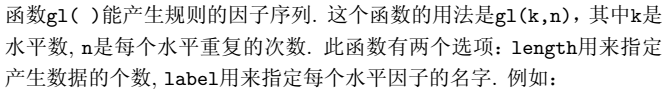 函数gl( )能产生规则的因子序列. 这个函数的用法是gl(k,n), 其中k是
水平数, n是每个水平重复的次数. 此函数有两个选项: length用来指定
产生数据的个数, label用来指定每个水平因子的名字. 例如: